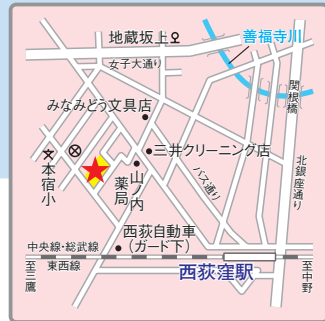 地蔵坂上
善福寺川
女子大通り
関根橋
みなみどう文具店
三井クリーニング店
本宿小
山ノ内
薬局
バス通り
北銀座通り
西荻自動車
(ガード下)
中央線・総武線
東西線
至三鷹
西荻窪駅
至中野